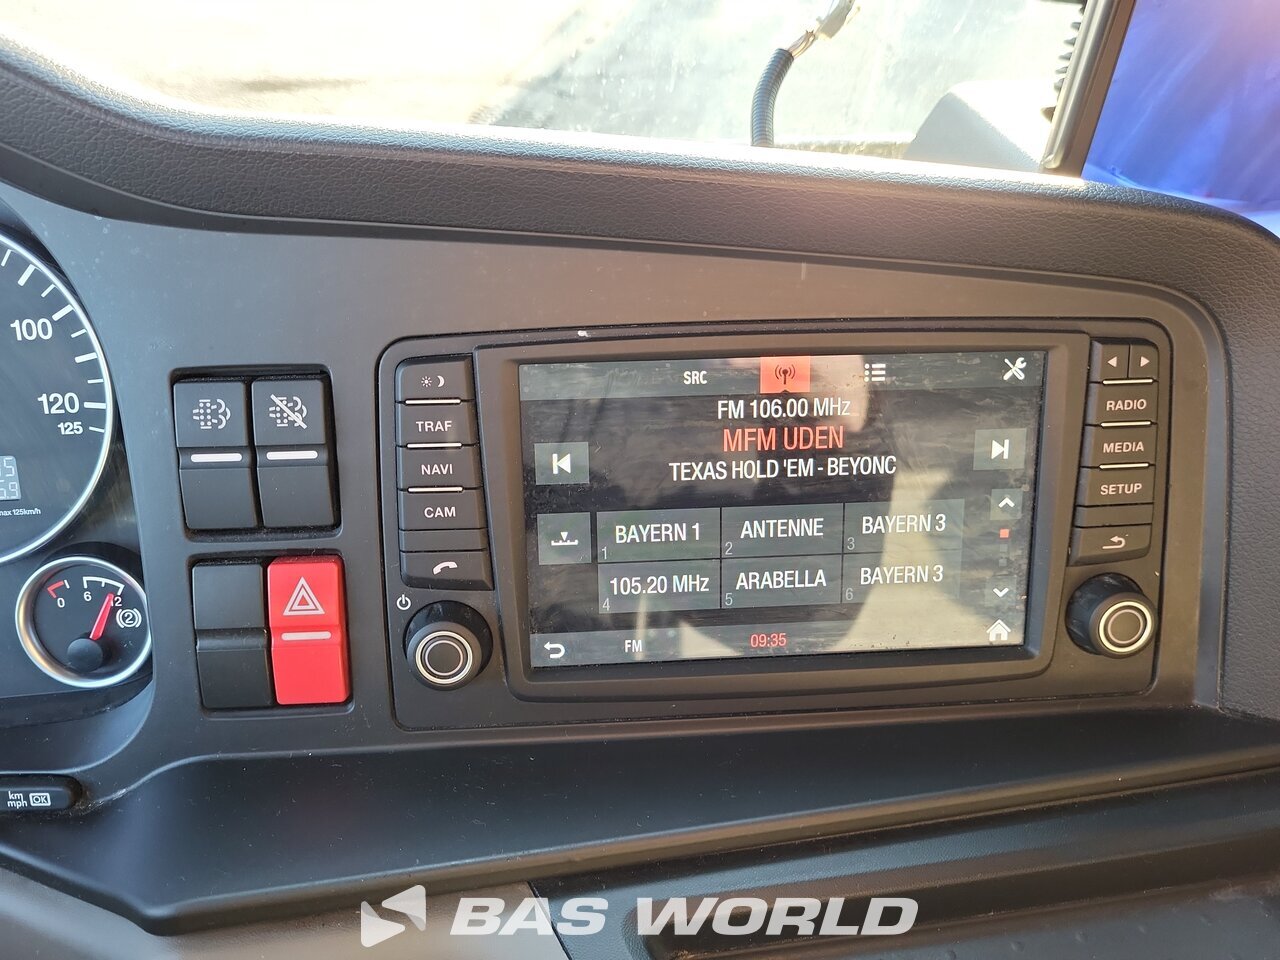 100
120
125
max 125km/h
0
6
12
(2)
km
mph OK
TRAF
NAVI
CAM
SRC
FM 106.00 MHz
MFM UDEN
TEXAS HOLD 'EM - BEYONC
BAYERN 1
1
ANTENNE
2
BAYERN 3
3
105.20 MHz
4
ARABELLA
5
BAYERN 3
6
FM
09:35
RADIO
MEDIA
SETUP
BAS WORLD